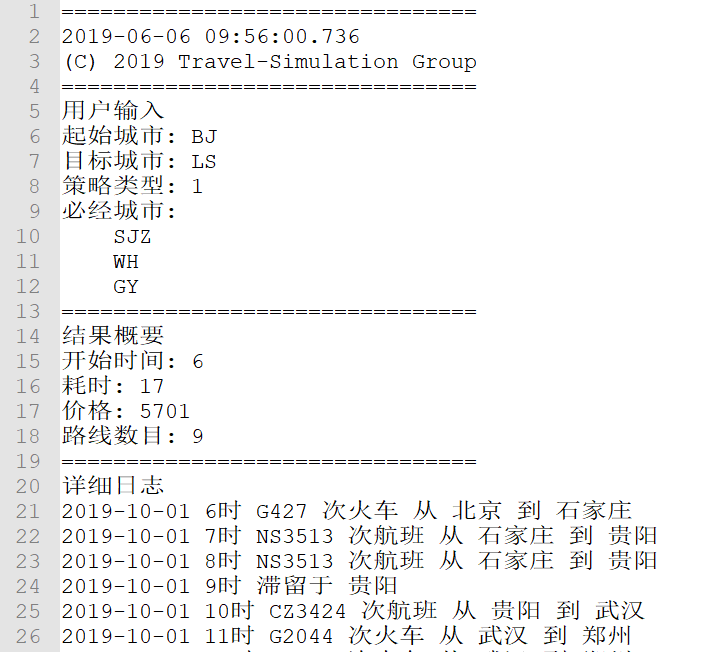 1 ================================
2 2019-06-06 09:56:00.736
3 (C) 2019 Travel-Simulation Group
4 ================================
5 用户输入
6 起始城市: BJ
7 目标城市: LS
8 策略类型: 1
9 必经城市:
10     SJZ
11     WH
12     GY
13 ================================
14 结果概要
15 开始时间: 6
16 耗时: 17
17 价格: 5701
18 路线数目: 9
19 ================================
20 详细日志
21 2019-10-01 6时 G427 次火车 从 北京 到 石家庄
22 2019-10-01 7时 NS3513 次航班 从 石家庄 到 贵阳
23 2019-10-01 8时 NS3513 次航班 从 石家庄 到 贵阳
24 2019-10-01 9时 滞留于 贵阳
25 2019-10-01 10时 CZ3424 次航班 从 贵阳 到 武汉
26 2019-10-01 11时 G2044 次火车 从 武汉 到 郑州